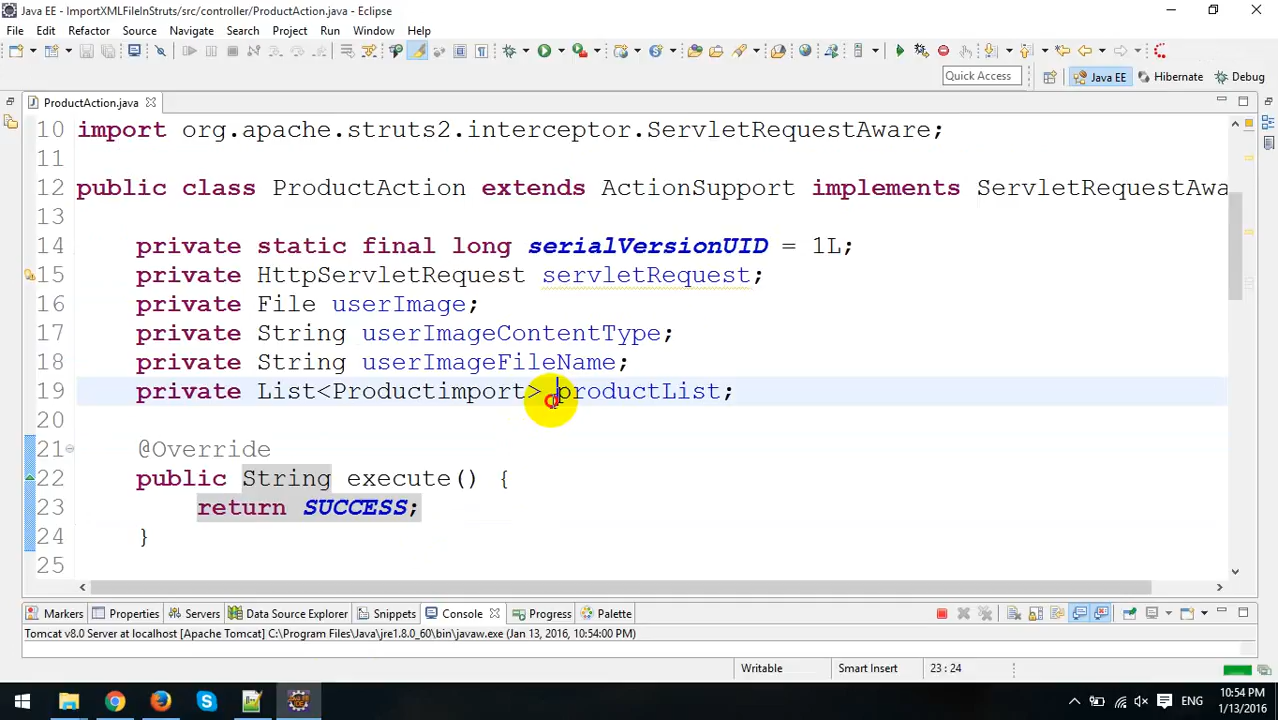 Java EE - ImportXMLFileInStruts/src/controller/ProductAction.java - Eclipse
File Edit Refactor Source Navigate Search Project Run Window Help
Quick Access
Java EE
Hibernate
Debug
ProductAction.java
10 import org.apache.struts2.interceptor.ServletRequestAware;
11
12 public class ProductAction extends ActionSupport implements ServletRequestAwa
13
14 private static final long serialVersionUID = 1L;
15 private HttpServletRequest servletRequest;
16 private File userImage;
17 private String userImageContentType;
18 private String userImageFileName;
19 private List<Productimport> productList;
20
21 @Override
22 public String execute() {
23 return SUCCESS;
24 }
25
Markers Properties Servers Data Source Explorer Snippets Console Progress Palette
Tomcat v8.0 Server at localhost [Apache Tomcat] C:\Program Files\Java\jre1.8.0_60\bin\javaw.exe (Jan 13, 2016, 10:54:00 PM)
Writable Smart Insert 23 : 24
ENG
10:54 PM
1/13/2016